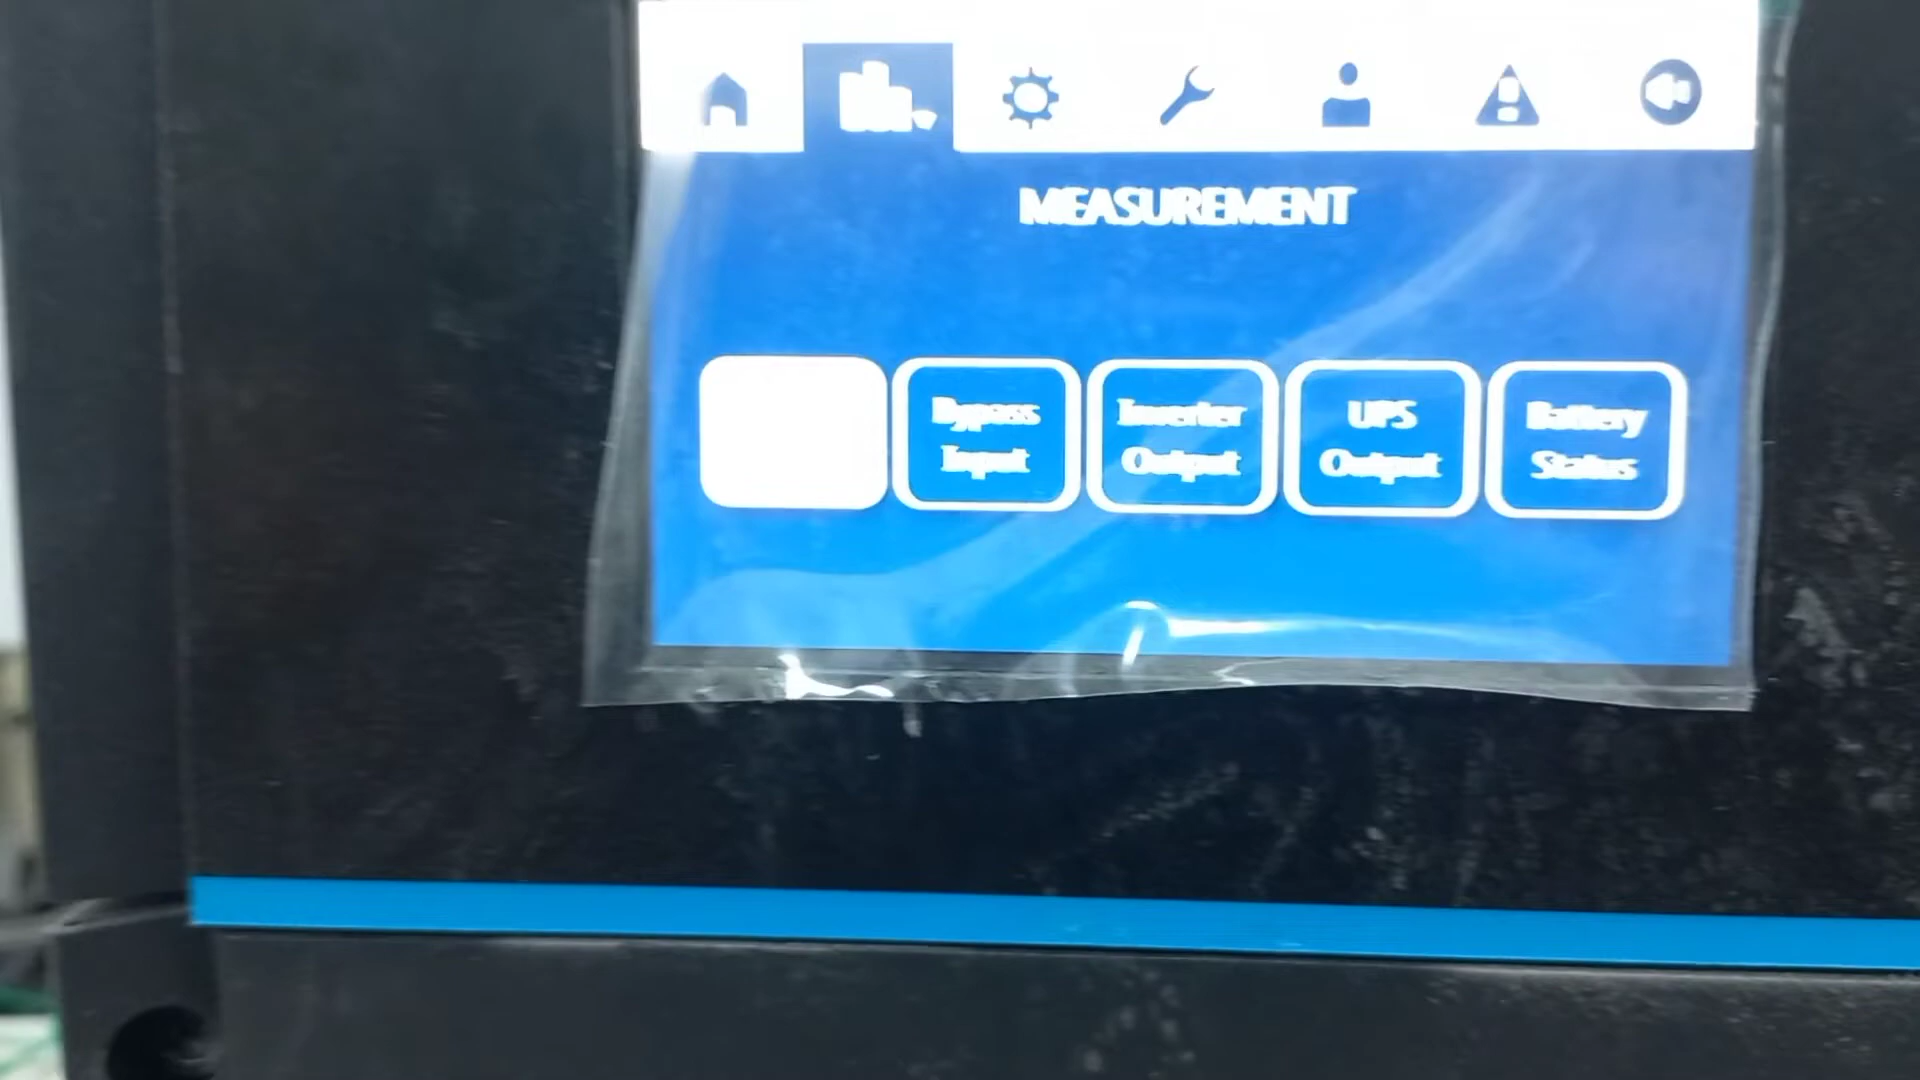 MEASUREMENT
Bypass
Input
Inverter
Output
UPS
Output
Battery
Status